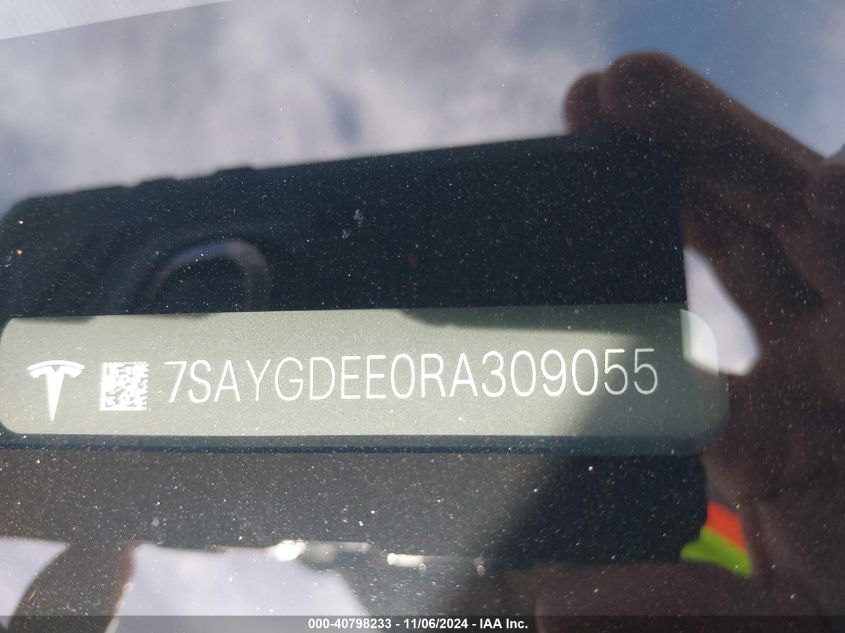 7SAYGDEE0RA309055
000-40798233 - 11/06/2024 - IAA Inc.